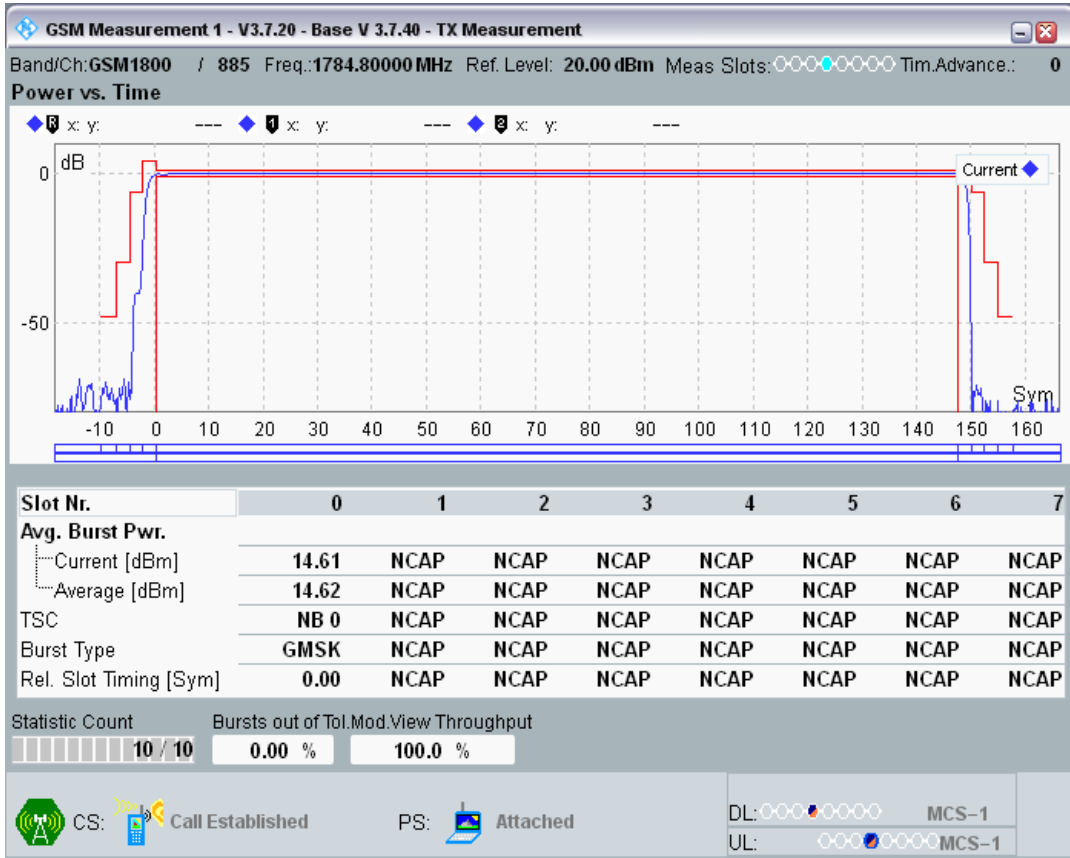 GSM Measurement 1 - V3.7.20 - Base V 3.7.40 - TX Measurement
Band/Ch:GSM1800 / 885 Freq.:1784.80000 MHz Ref. Level: 20.00 dBm Meas Slots: Tim.Advance.: 0
Power vs. Time
R x: y: --- 1 x: y: --- 2 x: y: ---
dB
0
Current
-50
Sym
-10 0 10 20 30 40 50 60 70 80 90 100 110 120 130 140 150 160
Slot Nr. 0 1 2 3 4 5 6 7
Avg. Burst Pwr.
Current [dBm] 14.61 NCAP NCAP NCAP NCAP NCAP NCAP NCAP
Average [dBm] 14.62 NCAP NCAP NCAP NCAP NCAP NCAP NCAP
TSC NB 0 NCAP NCAP NCAP NCAP NCAP NCAP NCAP
Burst Type GMSK NCAP NCAP NCAP NCAP NCAP NCAP NCAP
Rel. Slot Timing [Sym] 0.00 NCAP NCAP NCAP NCAP NCAP NCAP NCAP
Statistic Count Bursts out of Tol.Mod.View Throughput
10 / 10 0.00 % 100.0 %
CS: Call Established PS: Attached
DL: MCS-1
UL: MCS-1